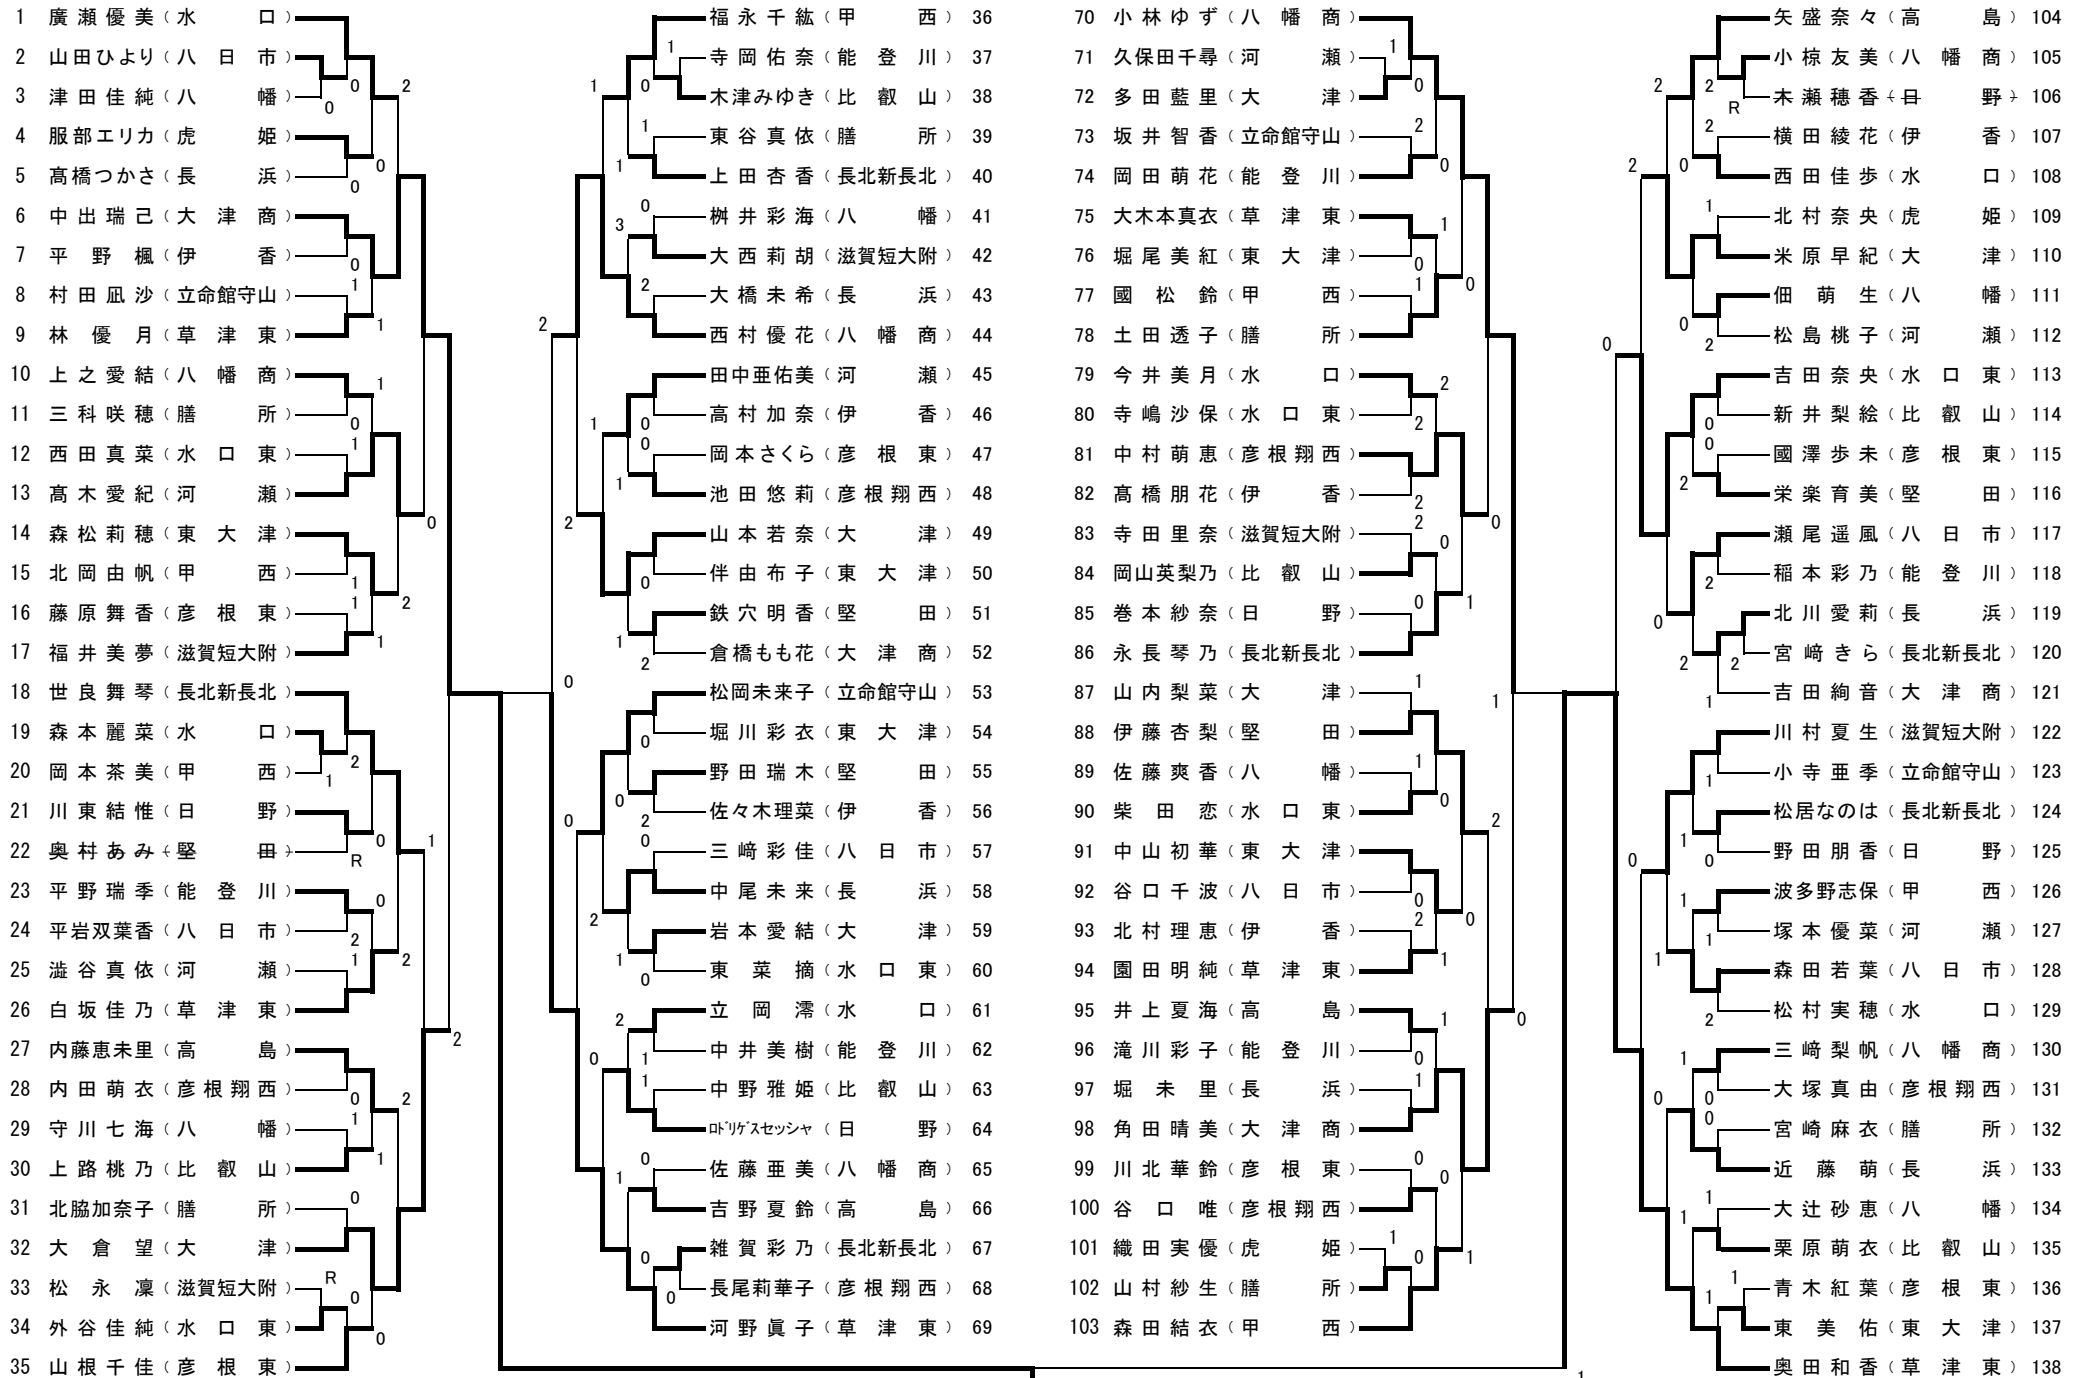 1 廣瀬優美（水口）
2 山田ひより（八日市）
3 津田佳純（八幡）
4 服部エリカ（虎姫）
5 髙橋つかさ（長浜）
6 中出瑞己（大津商）
7 平野楓（伊香）
8 村田凪沙（立命館守山）
9 林優月（草津東）
10 上之愛結（八幡商）
11 三科咲穂（膳所）
12 西田真菜（水口東）
13 髙木愛紀（河瀬）
14 森松莉穂（東大津）
15 北岡由帆（甲西）
16 藤原舞香（彦根東）
17 福井美夢（滋賀短大附）
18 世良舞琴（長北新長北）
19 森本麗菜（水口）
20 岡本茶美（甲西）
21 川東結惟（日野）
22 奥村あみ（堅田）
23 平野瑞季（能登川）
24 平岩双葉香（八日市）
25 澁谷真依（河瀬）
26 白坂佳乃（草津東）
27 内藤恵未里（高島）
28 内田萌衣（彦根翔西）
29 守川七海（八幡）
30 上路桃乃（比叡山）
31 北脇加奈子（膳所）
32 大倉望（大津）
33 松永凜（滋賀短大附）
34 外谷佳純（水口東）
35 山根千佳（彦根東）
福永千紘（甲西）36
寺岡佑奈（能登川）37
木津みゆき（比叡山）38
東谷真依（膳所）39
上田杏香（長北新長北）40
桝井彩海（八幡）41
大西莉胡（滋賀短大附）42
大橋未希（長浜）43
西村優花（八幡商）44
田中亜佑美（河瀬）45
高村加奈（伊香）46
岡本さくら（彦根東）47
池田悠莉（彦根翔西）48
山本若奈（大津）49
伴由布子（東大津）50
鉄穴明香（堅田）51
倉橋もも花（大津商）52
松岡未来子（立命館守山）53
堀川彩衣（東大津）54
野田瑞木（堅田）55
佐々木理菜（伊香）56
三﨑彩佳（八日市）57
中尾未来（長浜）58
岩本愛結（大津）59
東菜摘（水口東）60
立岡澪（水口）61
中井美樹（能登川）62
中野雅姫（比叡山）63
ﾛﾄﾞﾘｹﾞｽセッシャ（日野）64
佐藤亜美（八幡商）65
吉野夏鈴（高島）66
雑賀彩乃（長北新長北）67
長尾莉華子（彦根翔西）68
河野眞子（草津東）69
70 小林ゆず（八幡商）
71 久保田千尋（河瀬）
72 多田藍里（大津）
73 坂井智香（立命館守山）
74 岡田萌花（能登川）
75 大木本真衣（草津東）
76 堀尾美紅（東大津）
77 國松鈴（甲西）
78 土田透子（膳所）
79 今井美月（水口）
80 寺嶋沙保（水口東）
81 中村萌恵（彦根翔西）
82 髙橋朋花（伊香）
83 寺田里奈（滋賀短大附）
84 岡山英梨乃（比叡山）
85 巻本紗奈（日野）
86 永長琴乃（長北新長北）
87 山内梨菜（大津）
88 伊藤杏梨（堅田）
89 佐藤爽香（八幡）
90 柴田恋（水口東）
91 中山初華（東大津）
92 谷口千波（八日市）
93 北村理恵（伊香）
94 園田明純（草津東）
95 井上夏海（高島）
96 滝川彩子（能登川）
97 堀未里（長浜）
98 角田晴美（大津商）
99 川北華鈴（彦根東）
100 谷口唯（彦根翔西）
101 織田実優（虎姫）
102 山村紗生（膳所）
103 森田結衣（甲西）
矢盛奈々（高島）104
小椋友美（八幡商）105
木瀬穂香（日野）106
横田綾花（伊香）107
西田佳歩（水口）108
北村奈央（虎姫）109
米原早紀（大津）110
佃萌生（八幡）111
松島桃子（河瀬）112
吉田奈央（水口東）113
新井梨絵（比叡山）114
國澤歩未（彦根東）115
栄楽育美（堅田）116
瀬尾遥風（八日市）117
稲本彩乃（能登川）118
北川愛莉（長浜）119
宮﨑きら（長北新長北）120
吉田絢音（大津商）121
川村夏生（滋賀短大附）122
小寺亜季（立命館守山）123
松居なのは（長北新長北）124
野田朋香（日野）125
波多野志保（甲西）126
塚本優菜（河瀬）127
森田若葉（八日市）128
松村実穂（水口）129
三﨑梨帆（八幡商）130
大塚真由（彦根翔西）131
宮崎麻衣（膳所）132
近藤萌（長浜）133
大辻砂恵（八幡）134
栗原萌衣（比叡山）135
青木紅葉（彦根東）136
東美佑（東大津）137
奥田和香（草津東）138